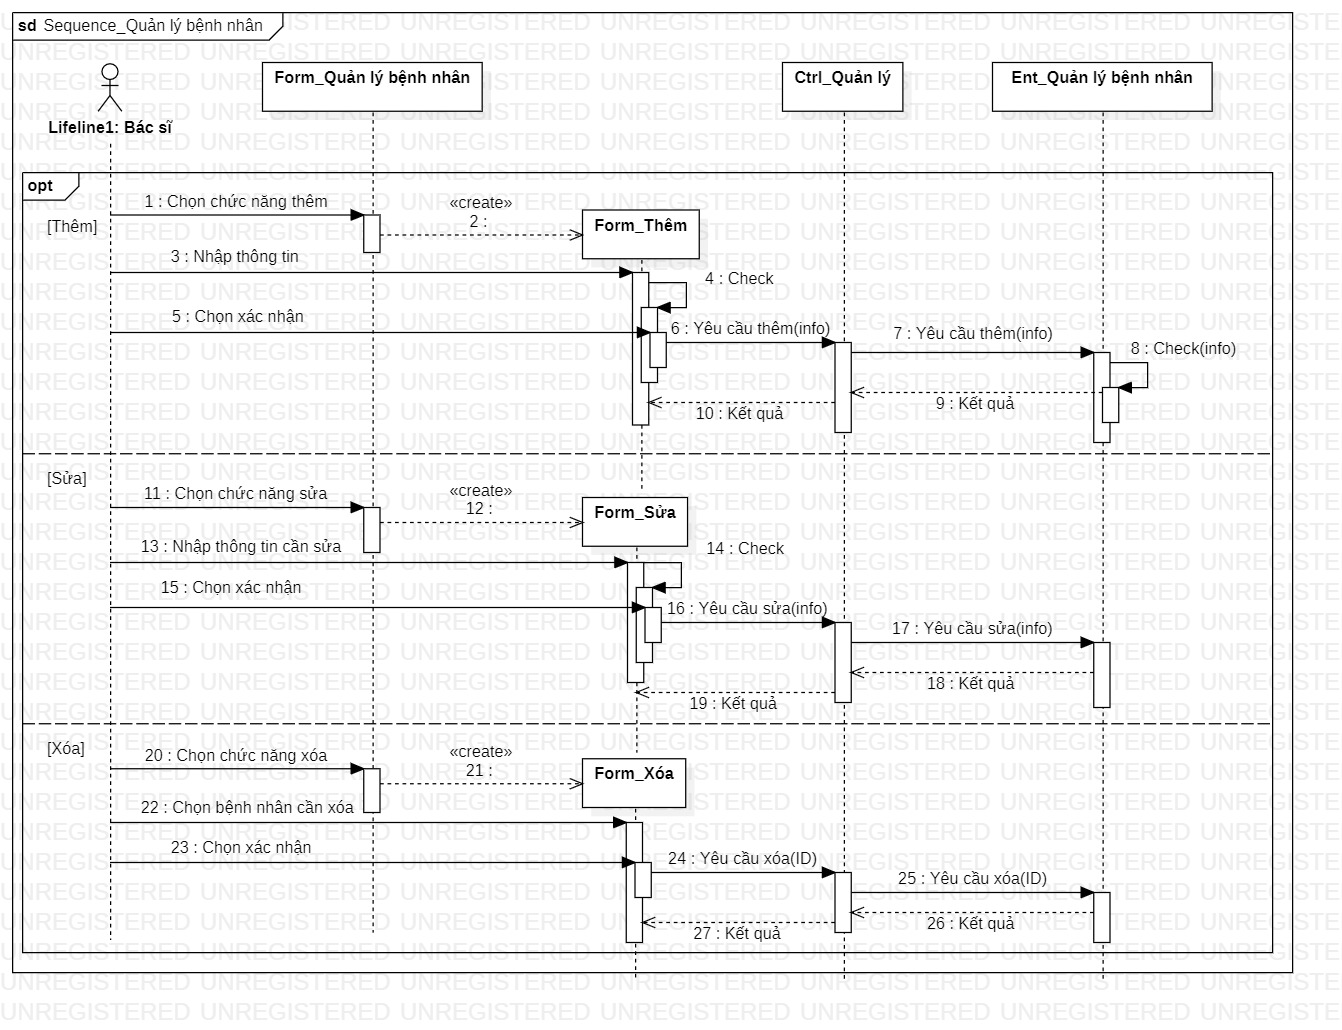 sd Sequence_Quản lý bệnh nhân
Form_Quản lý bệnh nhân
Ctrl_Quản lý
Ent_Quản lý bệnh nhân
Lifeline1: Bác sĩ
opt
[Thêm]
1 : Chọn chức năng thêm
«create»
2 :
Form_Thêm
3 : Nhập thông tin
4 : Check
5 : Chọn xác nhận
6 : Yêu cầu thêm(info)
7 : Yêu cầu thêm(info)
8 : Check(info)
9 : Kết quả
10 : Kết quả
[Sửa]
11 : Chọn chức năng sửa
«create»
12 :
Form_Sửa
13 : Nhập thông tin cần sửa
14 : Check
15 : Chọn xác nhận
16 : Yêu cầu sửa(info)
17 : Yêu cầu sửa(info)
18 : Kết quả
19 : Kết quả
[Xóa]
20 : Chọn chức năng xóa
«create»
21 :
Form_Xóa
22 : Chọn bệnh nhân cần xóa
23 : Chọn xác nhận
24 : Yêu cầu xóa(ID)
25 : Yêu cầu xóa(ID)
26 : Kết quả
27 : Kết quả
UNREGISTERED